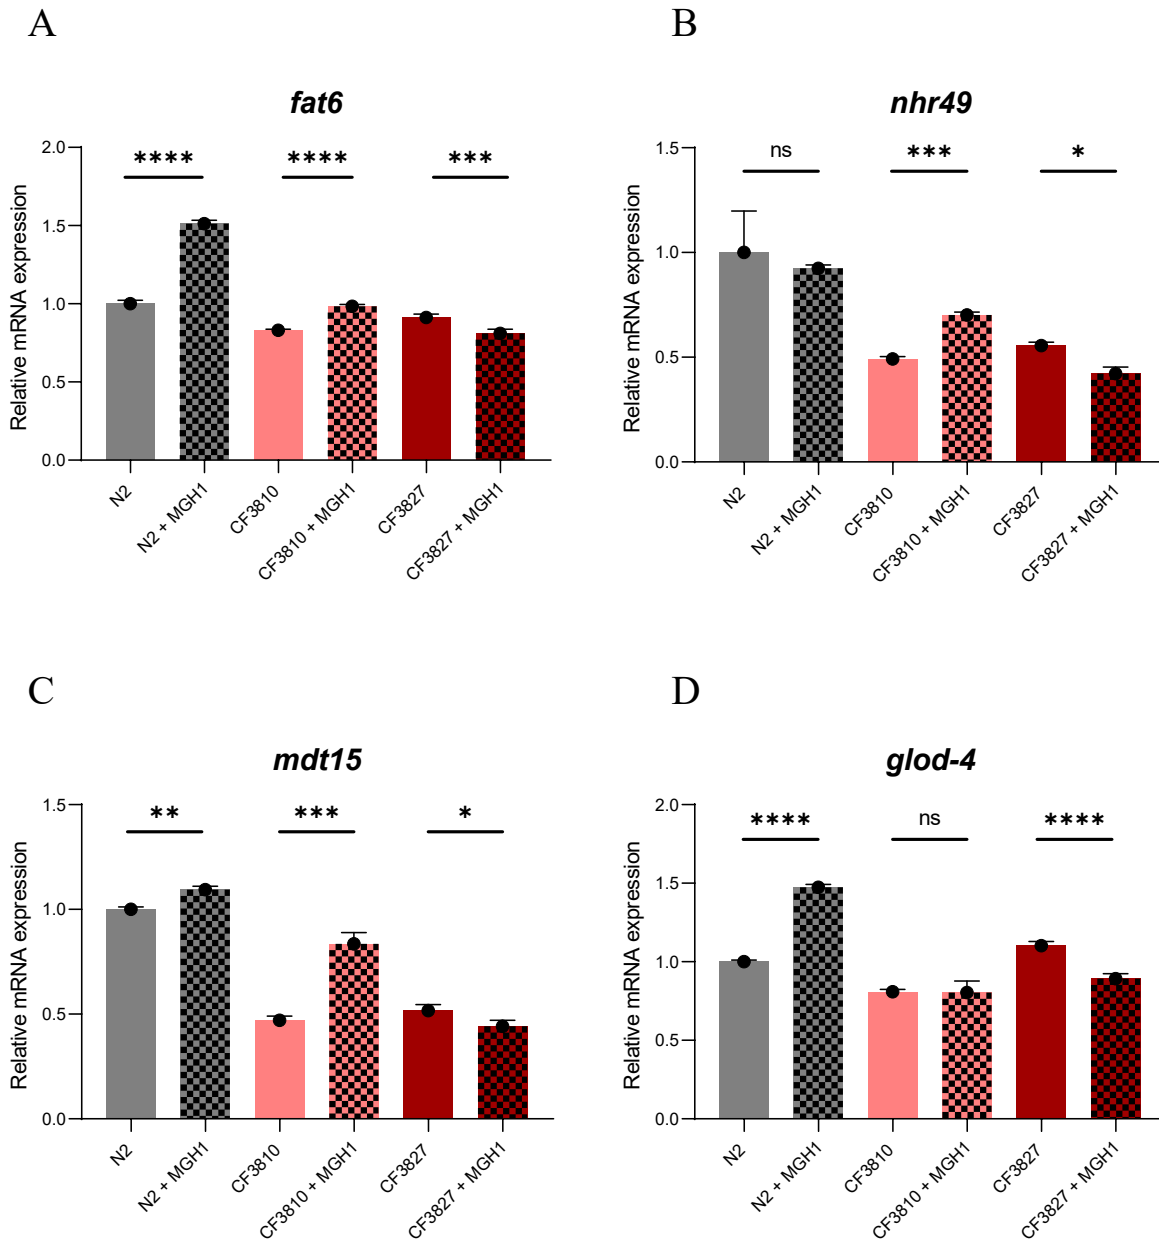 A
fat6
Relative mRNA expression
2.0
1.5
1.0
0.5
0.0
**** **** ***
N2
N2 + MGH1
CF3810
CF3810 + MGH1
CF3827
CF3827 + MGH1
B
nhr49
Relative mRNA expression
1.5
1.0
0.5
0.0
ns *** *
N2
N2 + MGH1
CF3810
CF3810 + MGH1
CF3827
CF3827 + MGH1
C
mdt15
Relative mRNA expression
1.5
1.0
0.5
0.0
** *** *
N2
N2 + MGH1
CF3810
CF3810 + MGH1
CF3827
CF3827 + MGH1
D
glod-4
Relative mRNA expression
2.0
1.5
1.0
0.5
0.0
**** ns ****
N2
N2 + MGH1
CF3810
CF3810 + MGH1
CF3827
CF3827 + MGH1